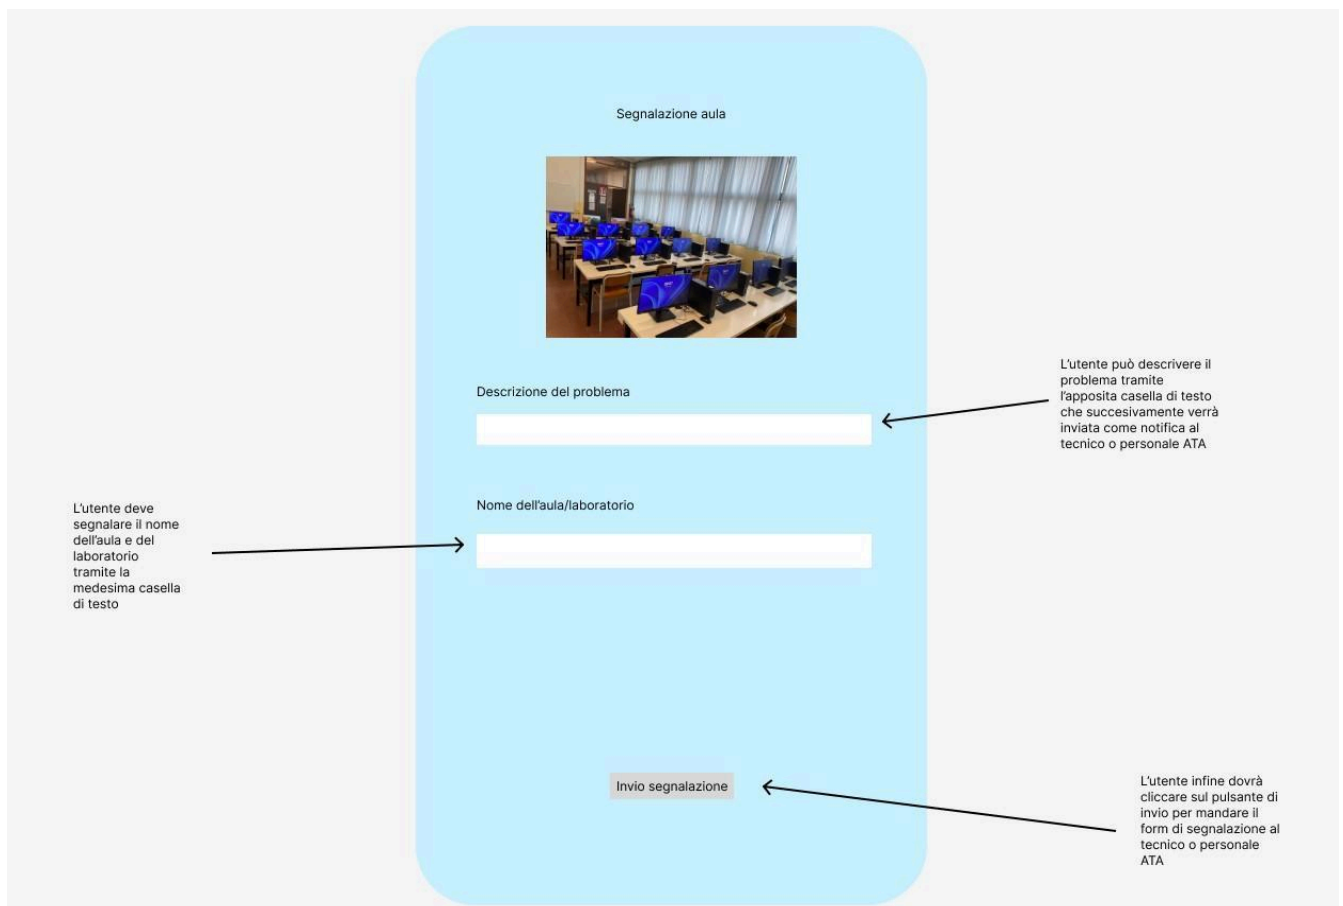 Segnalazione aula
Descrizione del problema
L'utente può descrivere il
problema tramite
l'apposita casella di testo
che succesivamente verrà
inviata come notifica al
tecnico o personale ATA
Nome dell'aula/laboratorio
L'utente deve
segnalare il nome
dell'aula e del
laboratorio
tramite la
medesima casella
di testo
Invio segnalazione
L'utente infine dovrà
cliccare sul pulsante di
invio per mandare il
form di segnalazione al
tecnico o personale
ATA